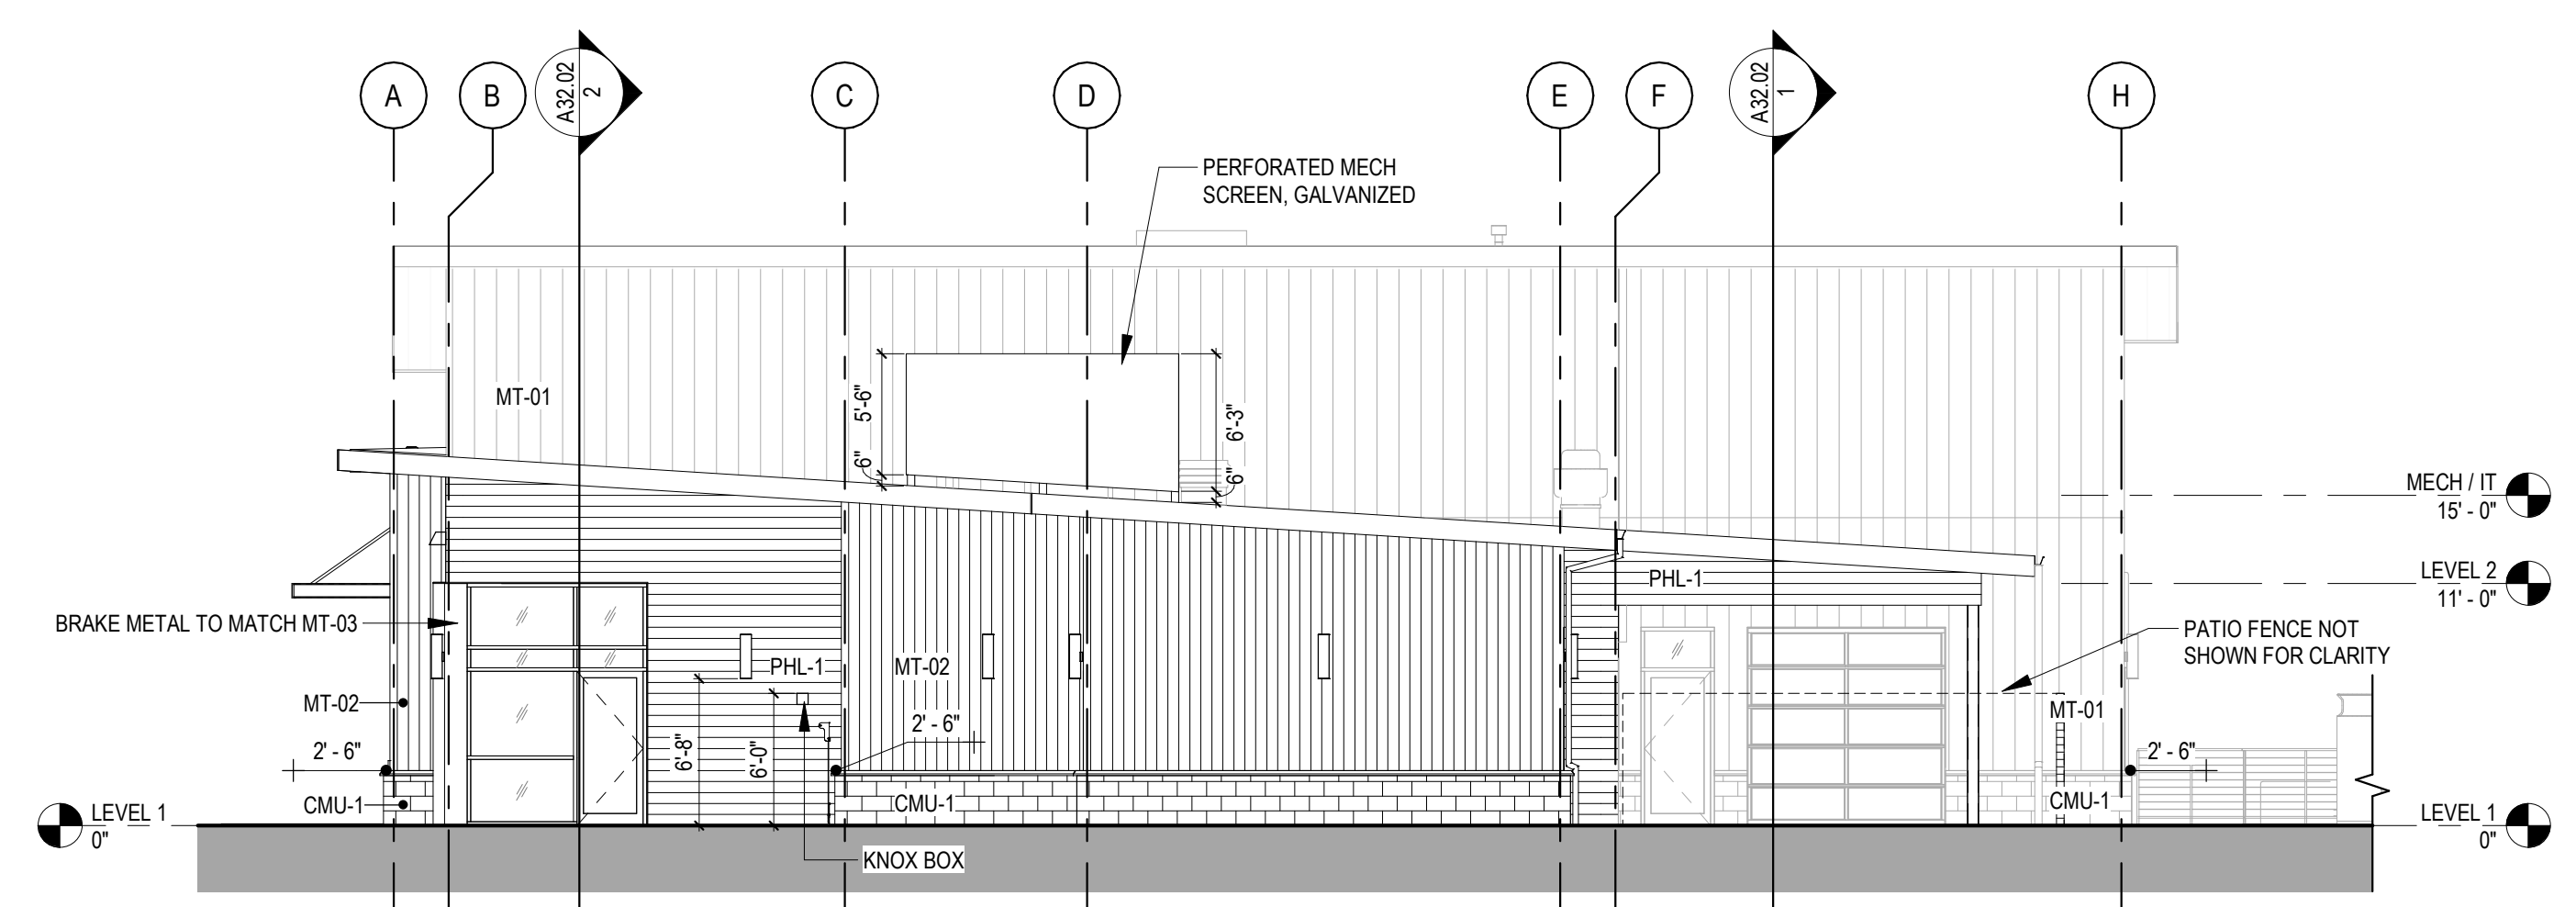 A
B
A32.02
2
C
D
E
F
A32.02
1
H
PERFORATED MECH
SCREEN, GALVANIZED
MT-01
5'-6"
6"
6'-3"
6"
MECH / IT
15' - 0"
LEVEL 2
11' - 0"
PHL-1
BRAKE METAL TO MATCH MT-03
PATIO FENCE NOT
SHOWN FOR CLARITY
PHL-1
MT-02
MT-02
MT-01
2' - 6"
6'-8"
6'-0"
2' - 6"
2' - 6"
CMU-1
CMU-1
CMU-1
LEVEL 1
0"
LEVEL 1
0"
KNOX BOX